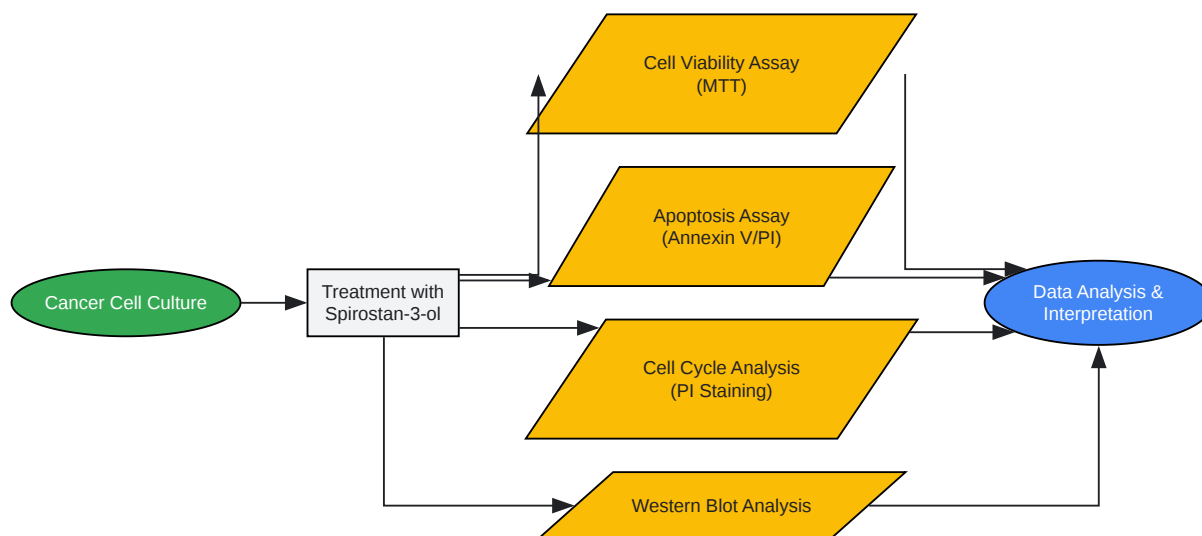 Cell Viability Assay
(MTT)
Apoptosis Assay
(Annexin V/PI)
Cancer Cell Culture
Treatment with
Spirostan-3-ol
Data Analysis &
Interpretation
Cell Cycle Analysis
(PI Staining)
Western Blot Analysis